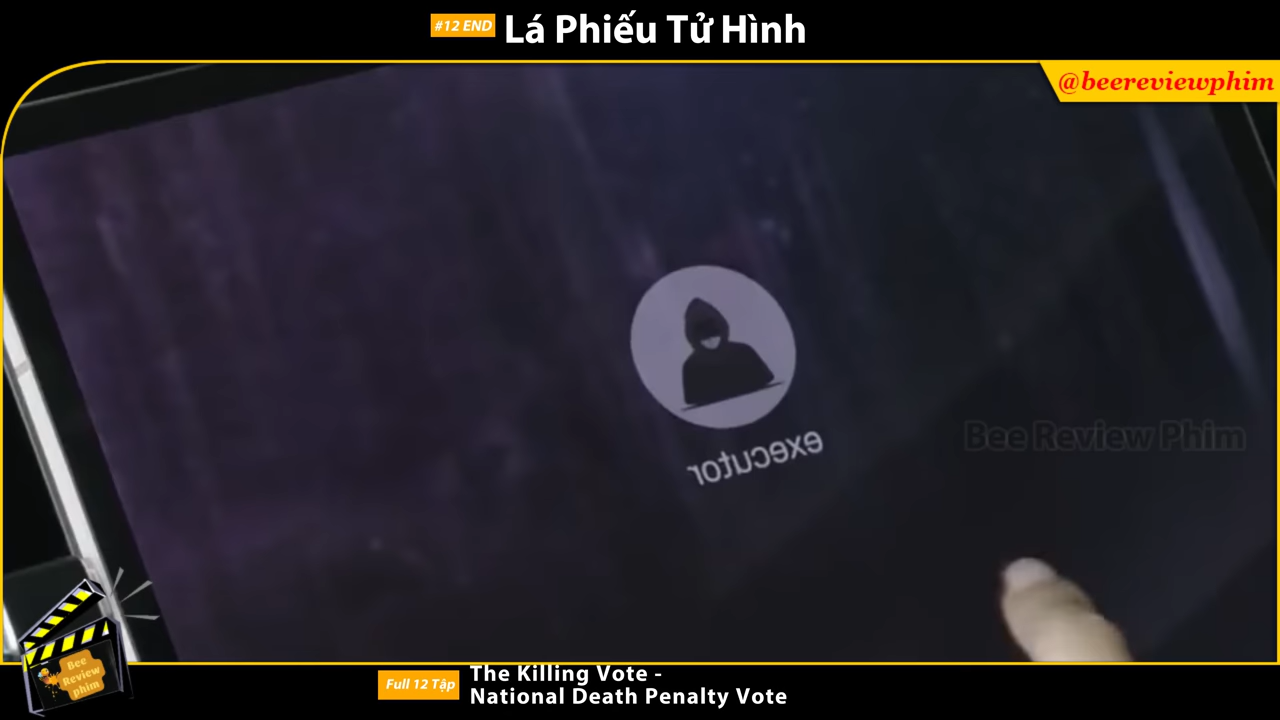 #12 END
Lá Phiếu Tử Hình
@beereviewphim
executor
Bee Review Phim
Bee
Review
phim
Full 12 Tập
The Killing Vote -
National Death Penalty Vote